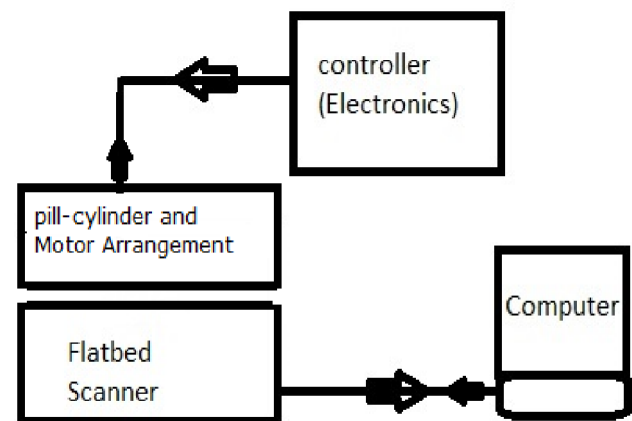 controller
(Electronics)
pill-cylinder and
Motor Arrangement
Computer
Flatbed
Scanner